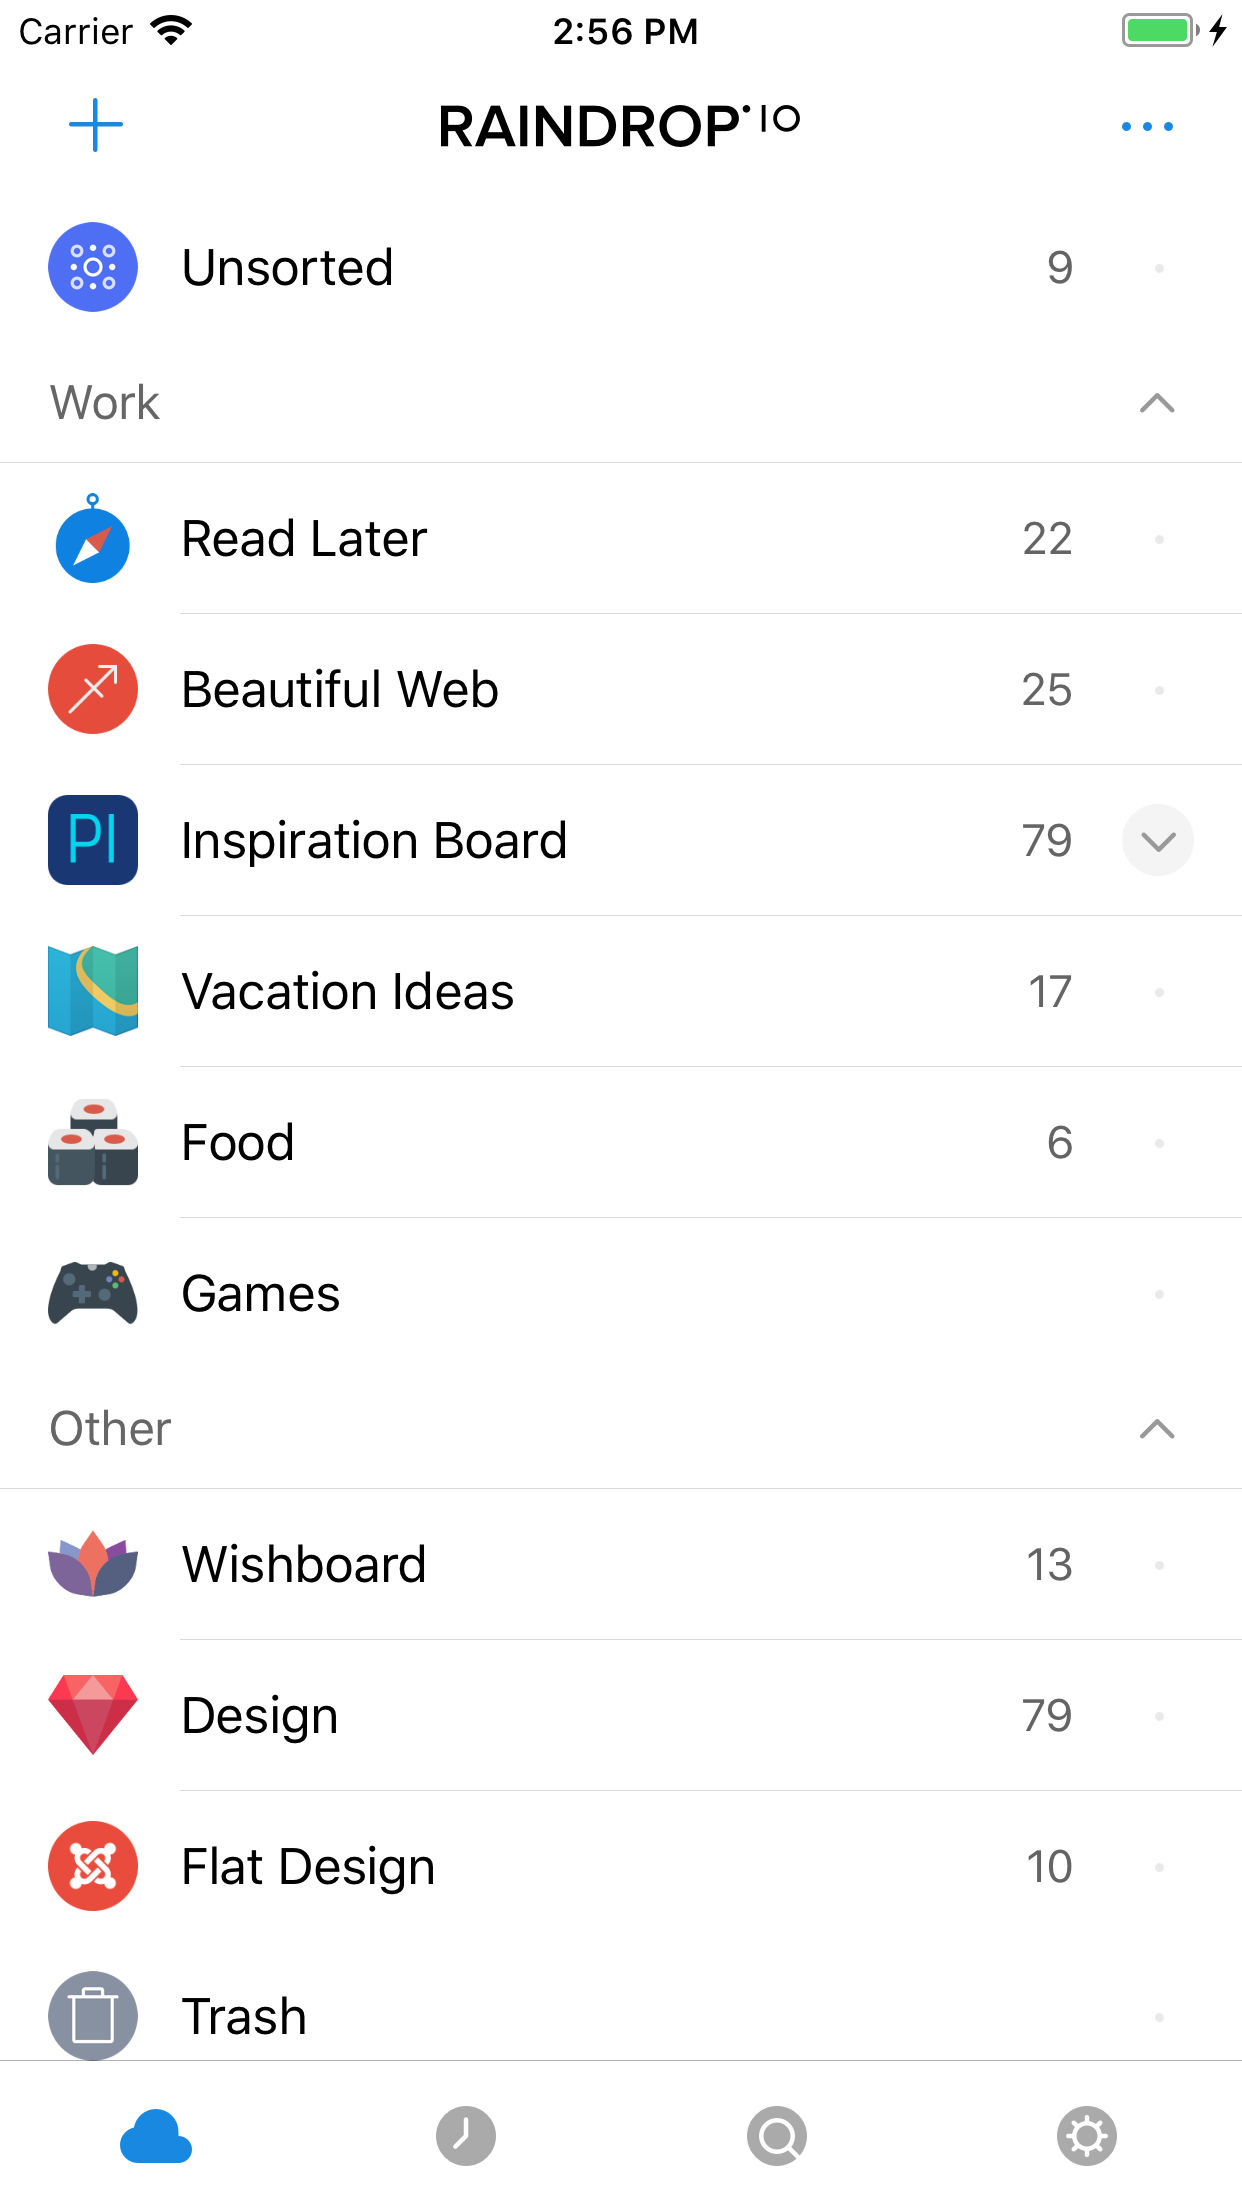 Carrier 2:56 PM
RAINDROP IO
Unsorted 9
Work
Read Later 22
Beautiful Web 25
PI Inspiration Board 79
Vacation Ideas 17
Food 6
Games
Other
Wishboard 13
Design 79
Flat Design 10
Trash